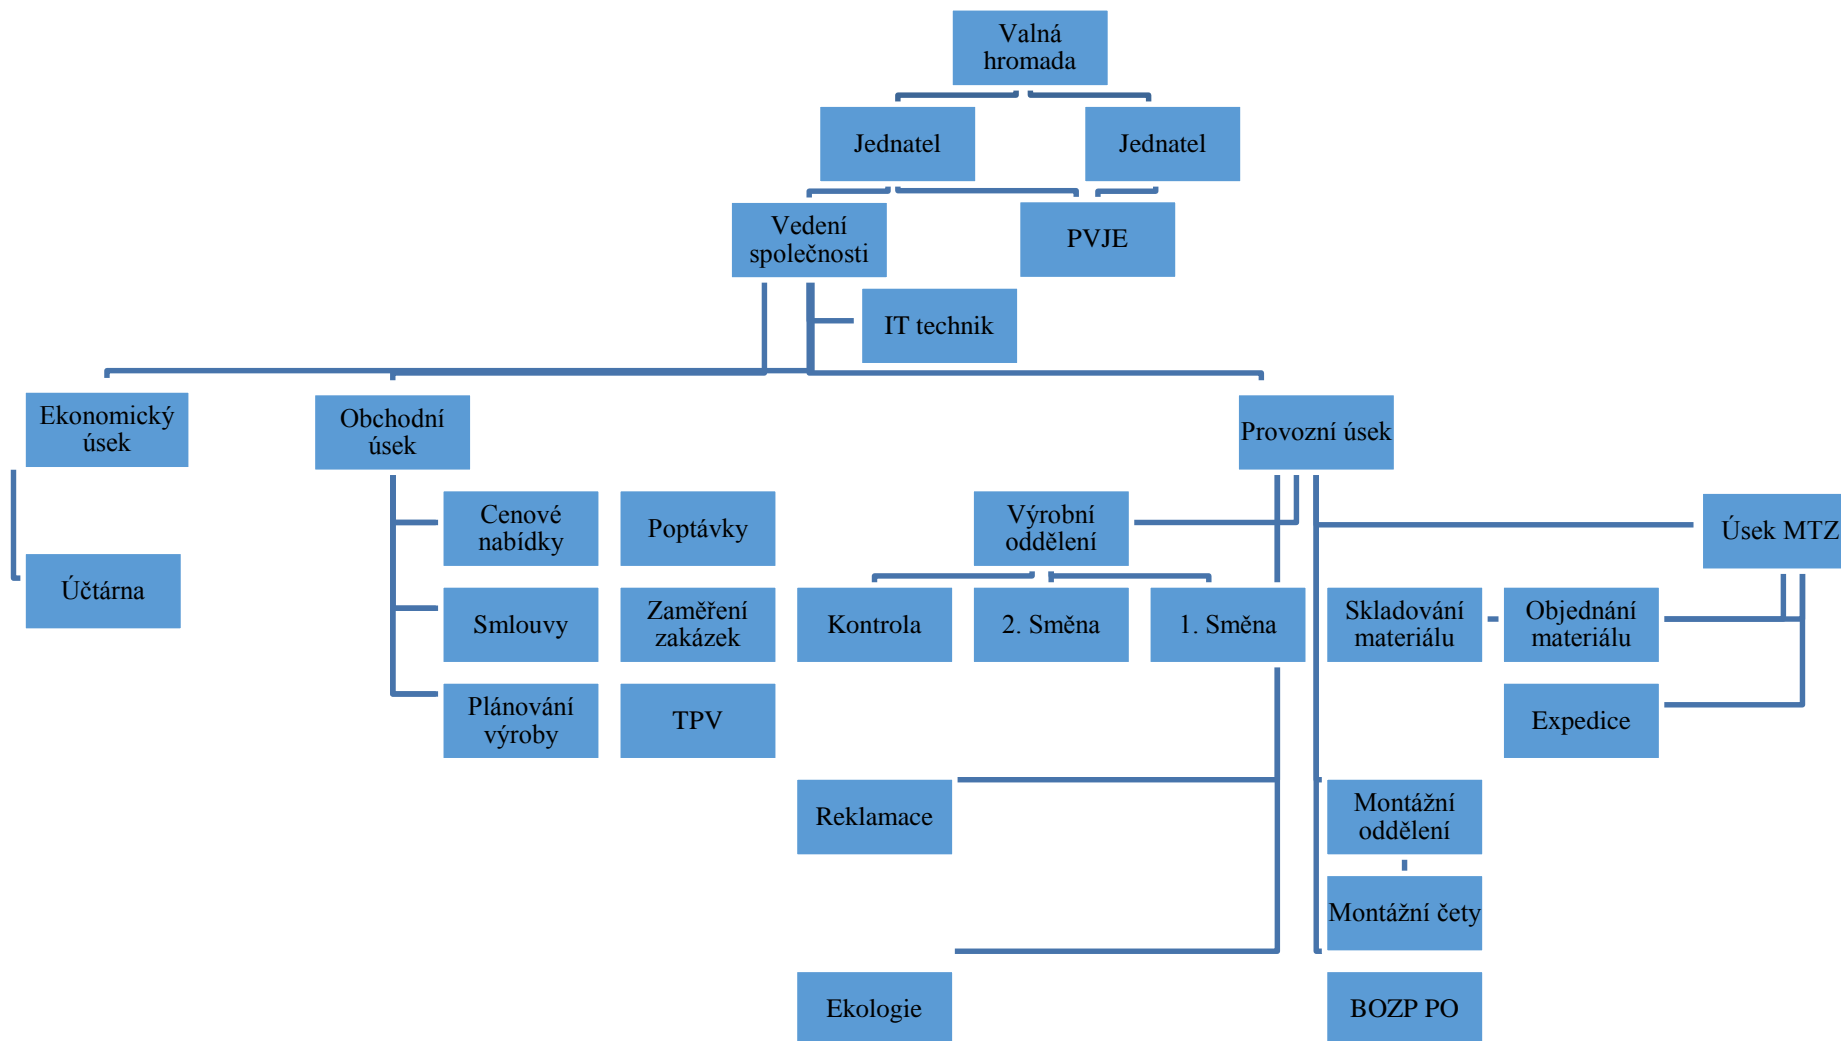 Valná
hromada
Jednatel
Jednatel
Vedení
společnosti
PVJE
IT technik
Ekonomický
úsek
Obchodní
úsek
Provozní úsek
Účtárna
Cenové
nabídky
Poptávky
Výrobní
oddělení
Úsek MTZ
Smlouvy
Zaměření
zakázek
Kontrola
2. Směna
1. Směna
Skladování
materiálu
Objednání
materiálu
Plánování
výroby
TPV
Expedice
Reklamace
Montážní
oddělení
Montážní čety
Ekologie
BOZP PO